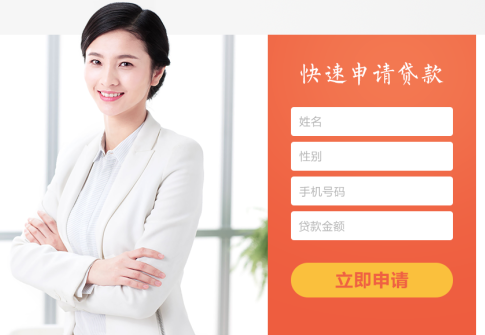 快速申请贷款
姓名
性别
手机号码
贷款金额
立即申请